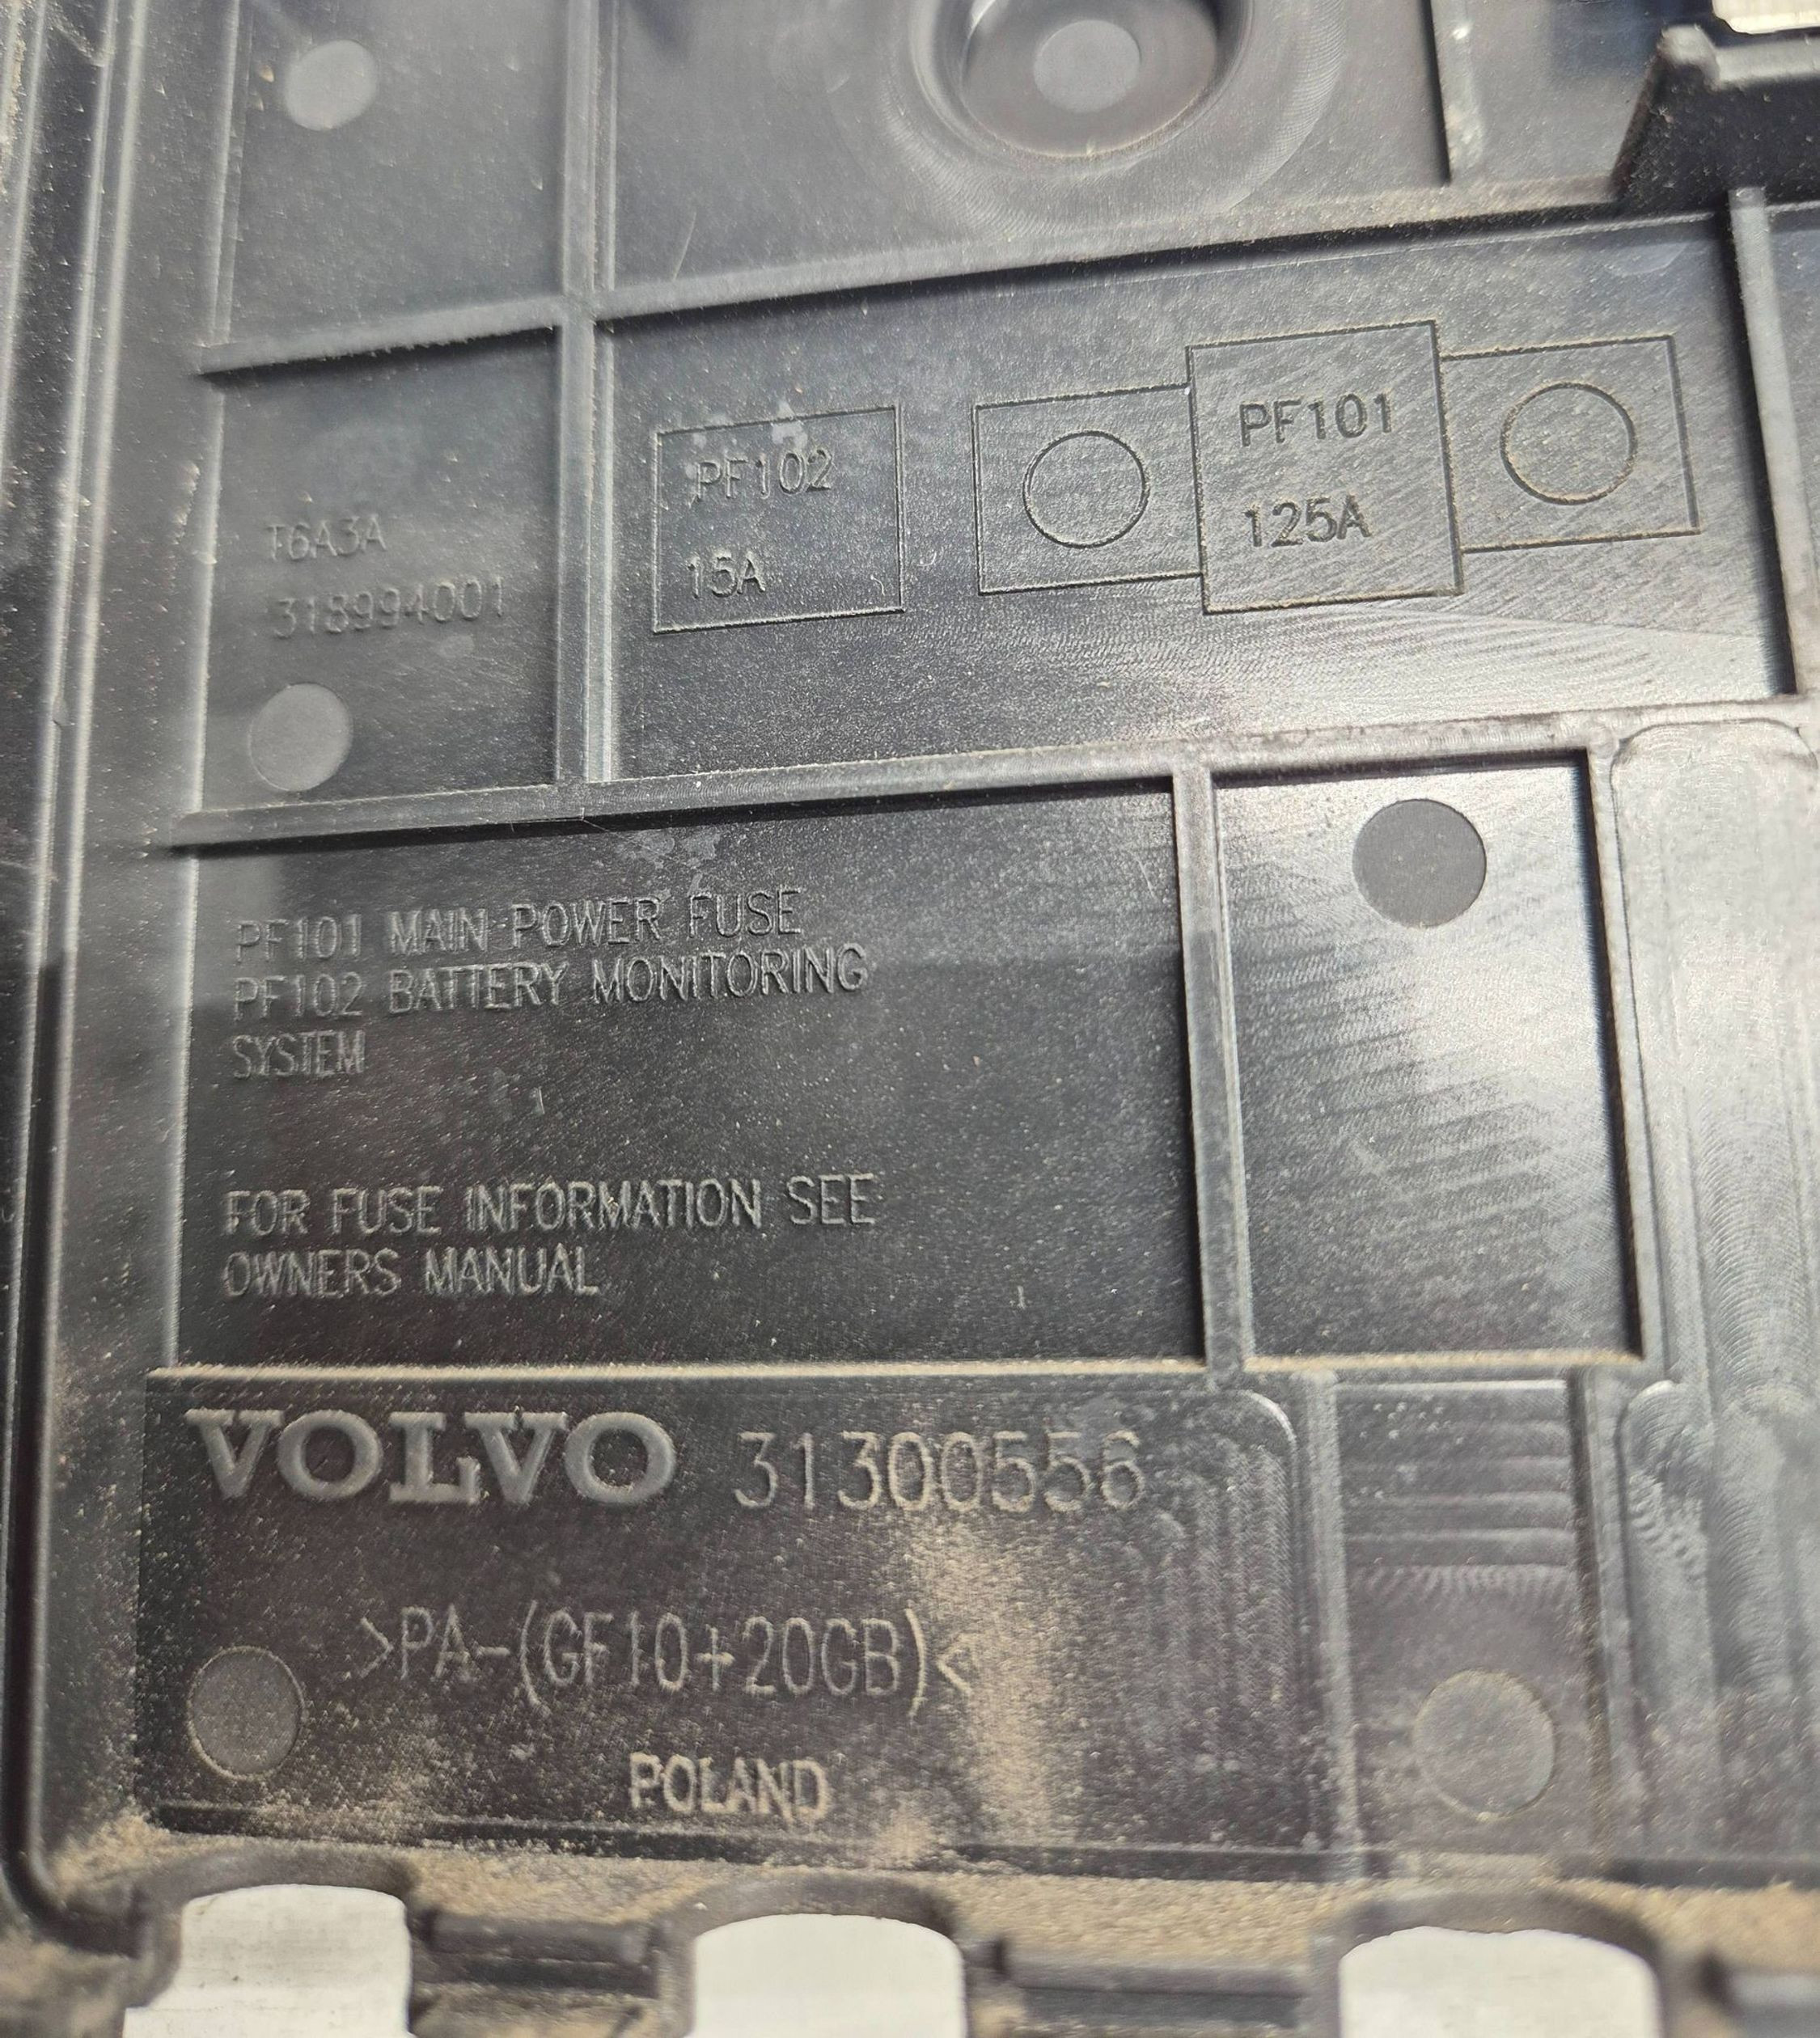 PF101
PF102
125A
15A
T6A3A
318994001
PF101 MAIN POWER FUSE
PF102 BATTERY MONITORING
SYSTEM
FOR FUSE INFORMATION SEE
OWNERS MANUAL
VOLVO 31300556
>PA-(GF10+20GB)<
POLAND